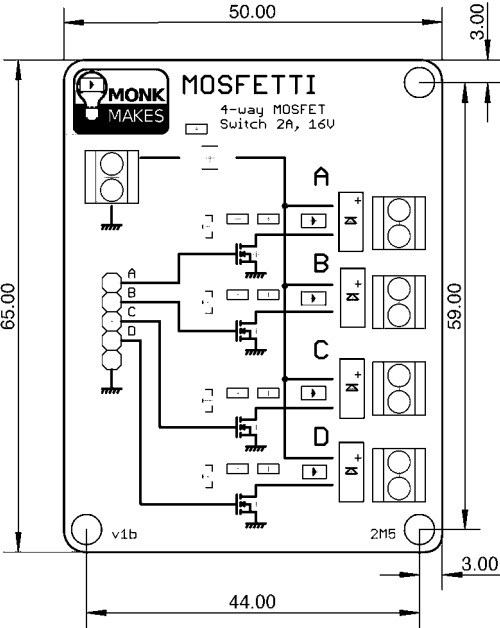 50.00
3.00
MONK
MAKES
MOSFETTI
4-way MOSFET
Switch 2A, 16V
A
B
C
D
A
B
C
D
+
+
+
+
65.00
59.00
v1b
2M5
3.00
44.00